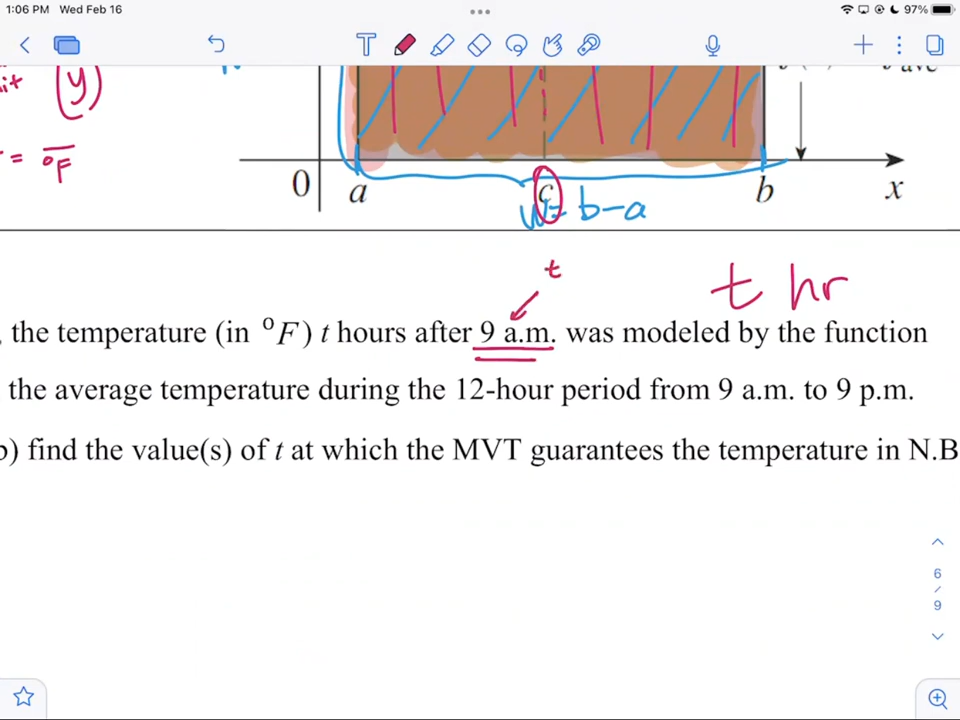 1:06 PM Wed Feb 16
97%
T
(y)
= °F
0 a c b x
w = b-a
t
t hr
, the temperature (in °F) t hours after 9 a.m. was modeled by the function
the average temperature during the 12-hour period from 9 a.m. to 9 p.m.
b) find the value(s) of t at which the MVT guarantees the temperature in N.B
6
/
9